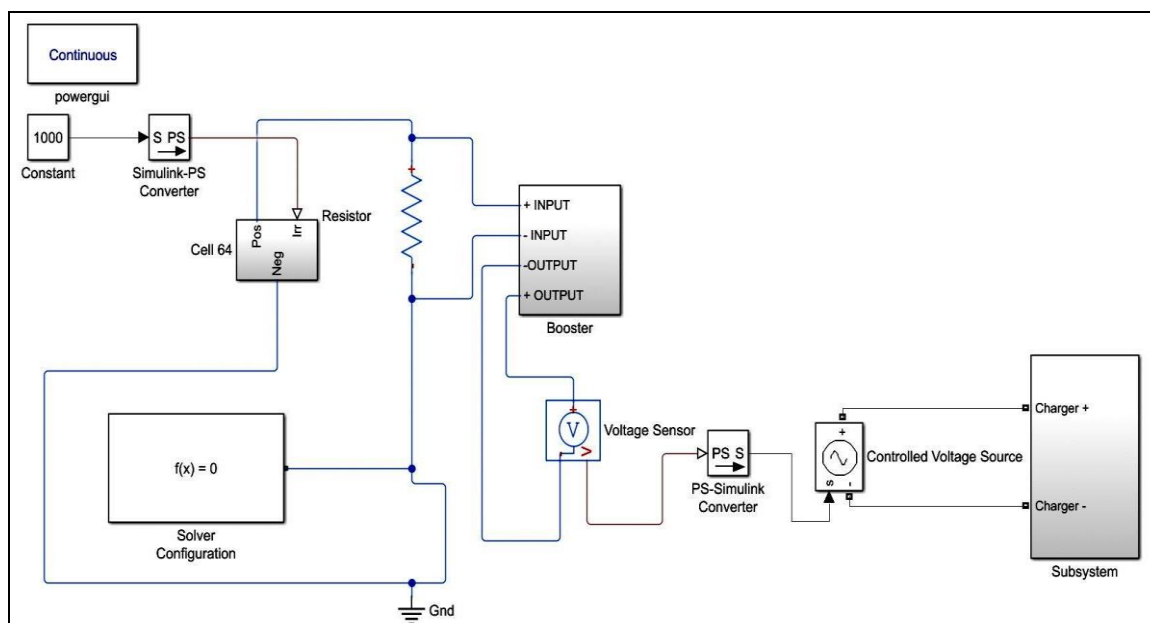 Continuous
powergui
1000
Constant
S PS
Simulink-PS
Converter
Cell 64
Pos
Neg
Irr
Resistor
+
-
+ INPUT
- INPUT
-OUTPUT
+ OUTPUT
Booster
f(x) = 0
Solver
Configuration
Gnd
+
V
-
Voltage Sensor
PS S
PS-Simulink
Converter
+
s
-
Controlled Voltage Source
Charger +
Charger -
Subsystem